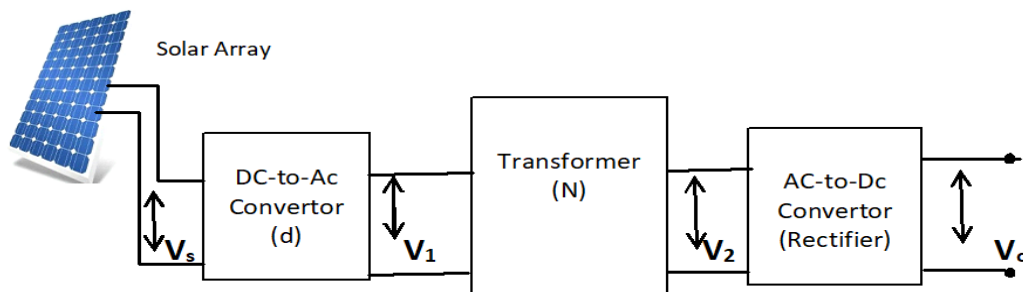 Solar Array
DC-to-Ac
Convertor
(d)
Transformer
(N)
AC-to-Dc
Convertor
(Rectifier)
Vs
V1
V2